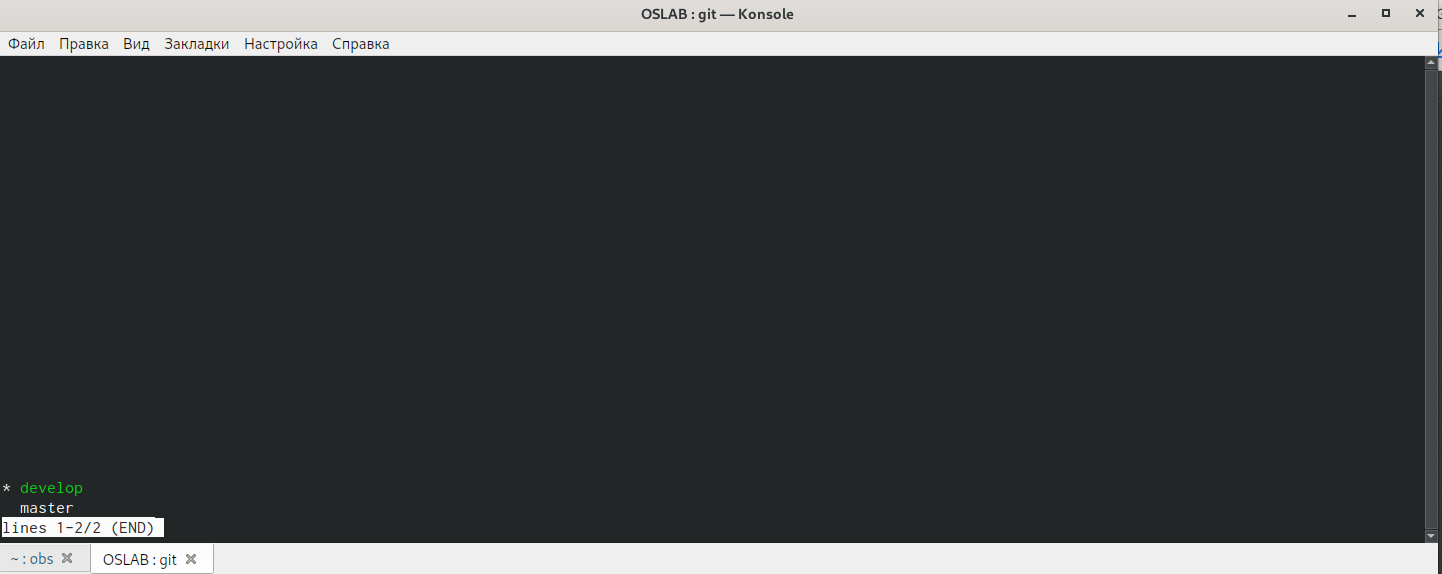 OSLAB : git — Konsole
Файл Правка Вид Закладки Настройка Справка
* develop
  master
lines 1-2/2 (END)
~ : obs OSLAB : git